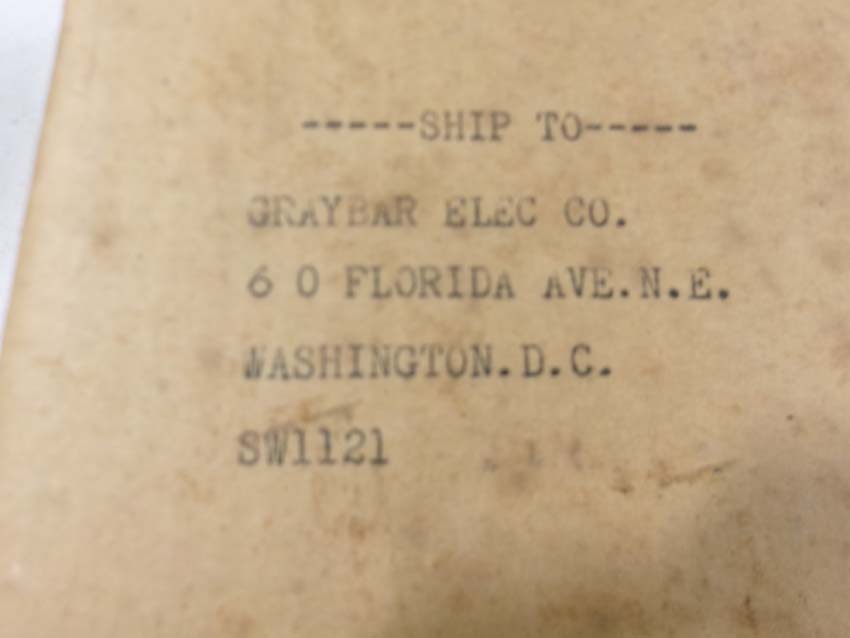 -----SHIP TO-----
GRAYBAR ELEC CO.
6 0 FLORIDA AVE.N.E.
WASHINGTON.D.C.
SW1121